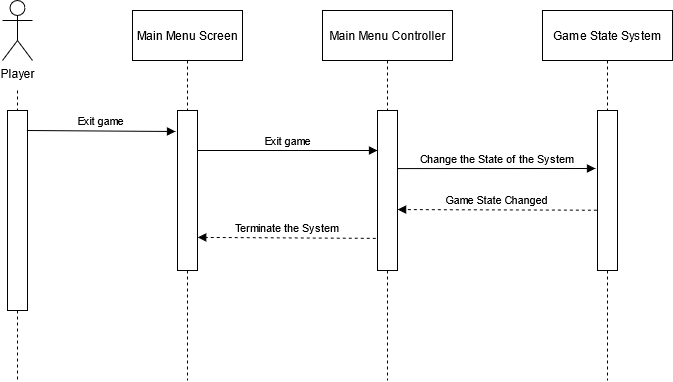 Main Menu Screen
Main Menu Controller
Game State System
Player
Exit game
Exit game
Change the State of the System
Game State Changed
Terminate the System